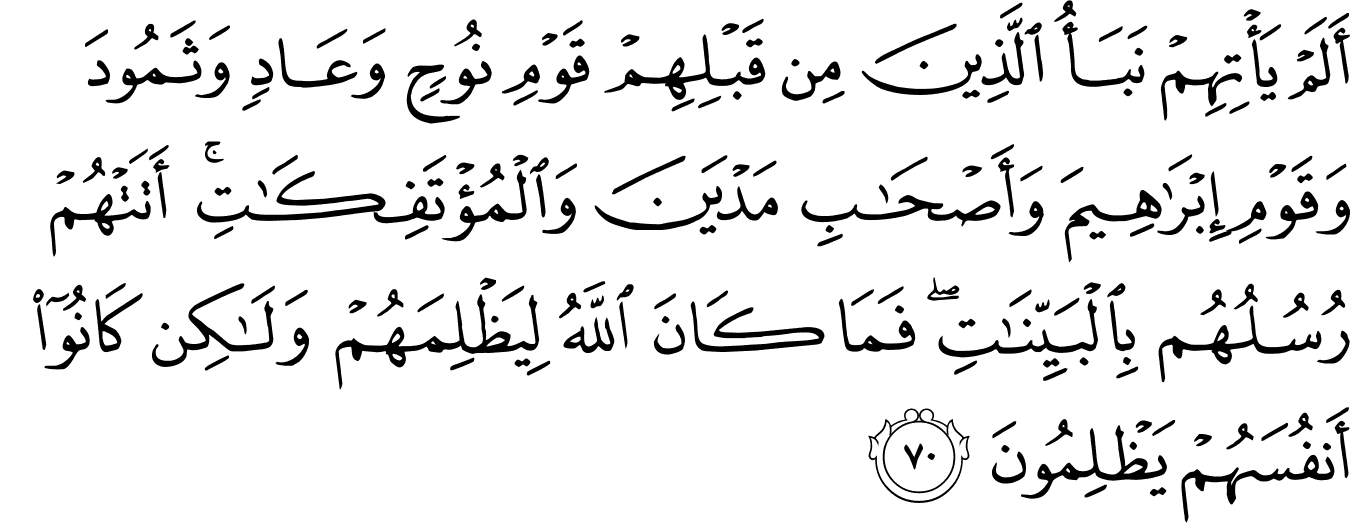 أَلَمْ يَأْتِهِمْ نَبَأُ ٱلَّذِينَ مِن قَبْلِهِمْ قَوْمِ نُوحٍ وَعَادٍ وَثَمُودَ
وَقَوْمِ إِبْرَٰهِيمَ وَأَصْحَـٰبِ مَدْيَنَ وَٱلْمُؤْتَفِكَـٰتِ ۚ أَتَتْهُمْ
رُسُلُهُم بِٱلْبَيِّنَـٰتِ ۖ فَمَا كَانَ ٱللَّهُ لِيَظْلِمَهُمْ وَلَـٰكِن كَانُوٓا۟
أَنفُسَهُمْ يَظْلِمُونَ ٧٠